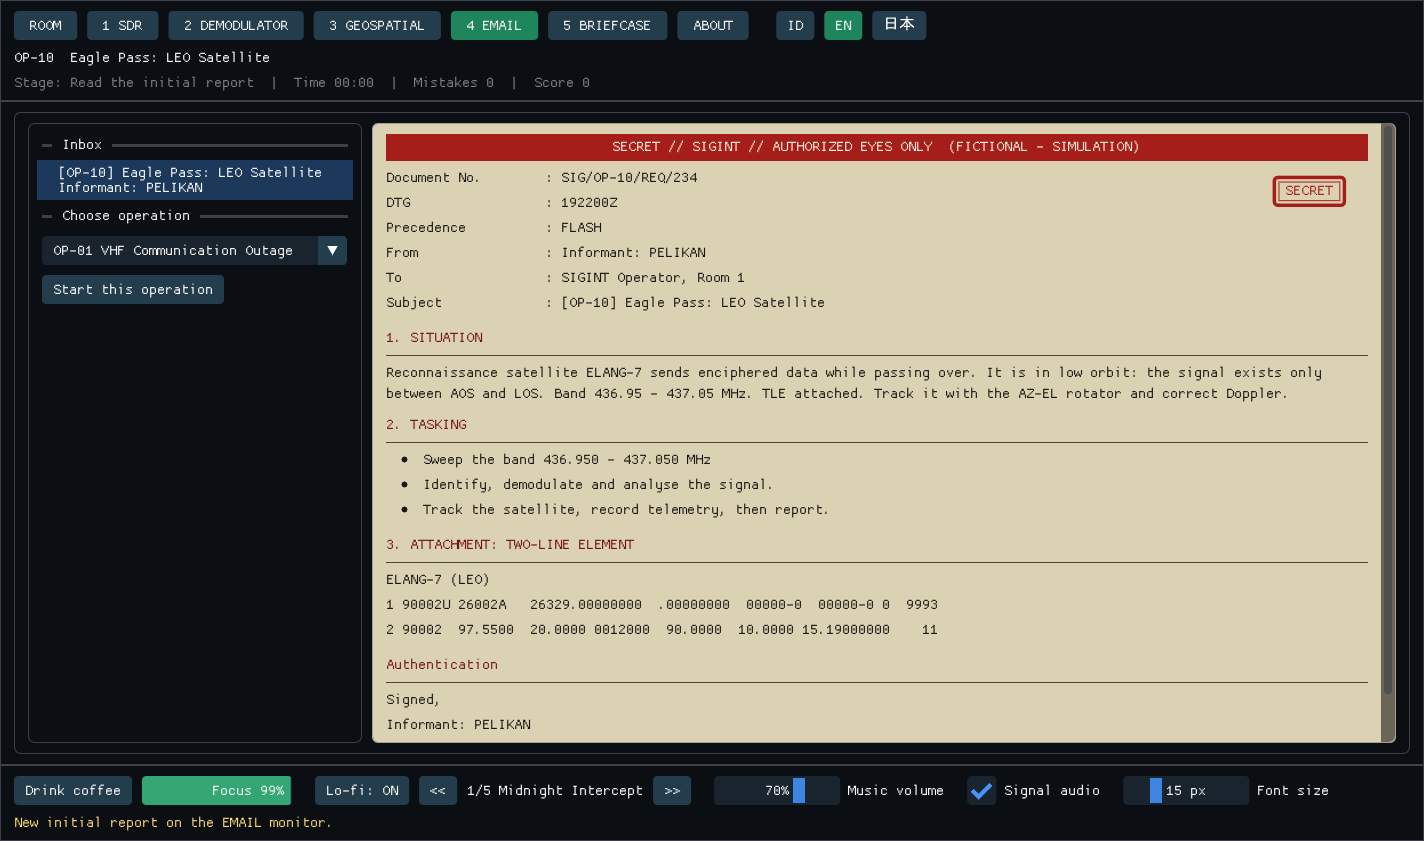 ROOM 1 SDR 2 DEMODULATOR 3 GEOSPATIAL 4 EMAIL 5 BRIEFCASE ABOUT ID EN 日本
OP-10 Eagle Pass: LEO Satellite
Stage: Read the initial report | Time 00:00 | Mistakes 0 | Score 0
Inbox
[OP-10] Eagle Pass: LEO Satellite
Informant: PELIKAN
Choose operation
OP-01 VHF Communication Outage ▼
Start this operation
SECRET // SIGINT // AUTHORIZED EYES ONLY (FICTIONAL - SIMULATION)
SECRET
Document No. : SIG/OP-10/REQ/234
DTG : 192200Z
Precedence : FLASH
From : Informant: PELIKAN
To : SIGINT Operator, Room 1
Subject : [OP-10] Eagle Pass: LEO Satellite
1. SITUATION
Reconnaissance satellite ELANG-7 sends enciphered data while passing over. It is in low orbit: the signal exists only
between AOS and LOS. Band 436.95 - 437.05 MHz. TLE attached. Track it with the AZ-EL rotator and correct Doppler.
2. TASKING
● Sweep the band 436.950 - 437.050 MHz
● Identify, demodulate and analyse the signal.
● Track the satellite, record telemetry, then report.
3. ATTACHMENT: TWO-LINE ELEMENT
ELANG-7 (LEO)
1 90002U 26002A 26329.00000000 .00000000 00000-0 00000-0 0 9993
2 90002 97.5500 20.0000 0012000 90.0000 10.0000 15.19000000 11
Authentication
Signed,
Informant: PELIKAN
Drink coffee Focus 99% Lo-fi: ON << 1/5 Midnight Intercept >> 70% Music volume Signal audio 15 px Font size
New initial report on the EMAIL monitor.